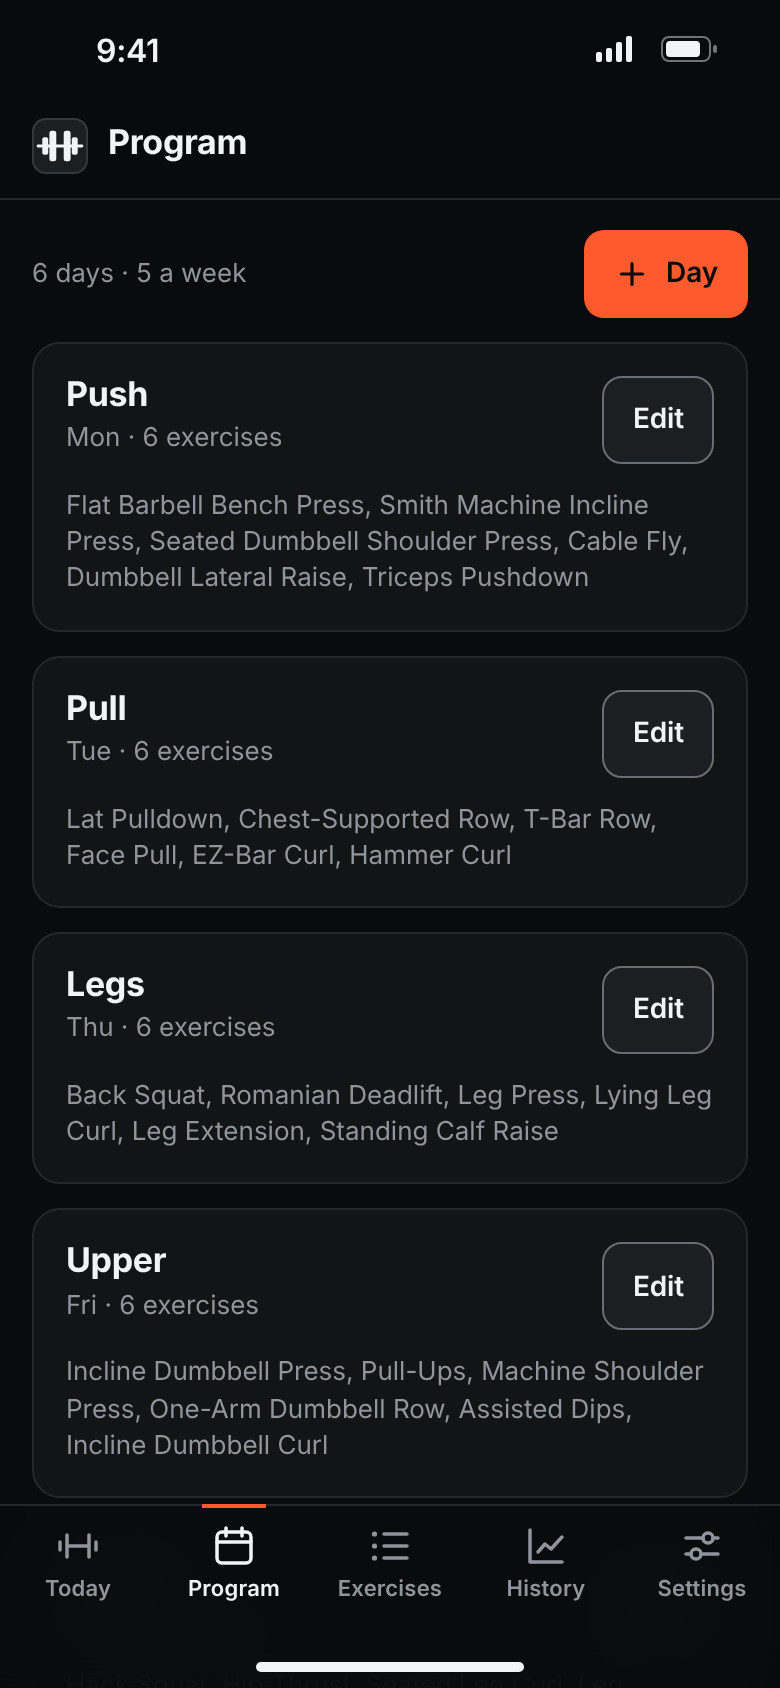 9:41
Program
6 days · 5 a week
+ Day
Push
Edit
Mon · 6 exercises
Flat Barbell Bench Press, Smith Machine Incline
Press, Seated Dumbbell Shoulder Press, Cable Fly,
Dumbbell Lateral Raise, Triceps Pushdown
Pull
Edit
Tue · 6 exercises
Lat Pulldown, Chest-Supported Row, T-Bar Row,
Face Pull, EZ-Bar Curl, Hammer Curl
Legs
Edit
Thu · 6 exercises
Back Squat, Romanian Deadlift, Leg Press, Lying Leg
Curl, Leg Extension, Standing Calf Raise
Upper
Edit
Fri · 6 exercises
Incline Dumbbell Press, Pull-Ups, Machine Shoulder
Press, One-Arm Dumbbell Row, Assisted Dips,
Incline Dumbbell Curl
Today
Program
Exercises
History
Settings